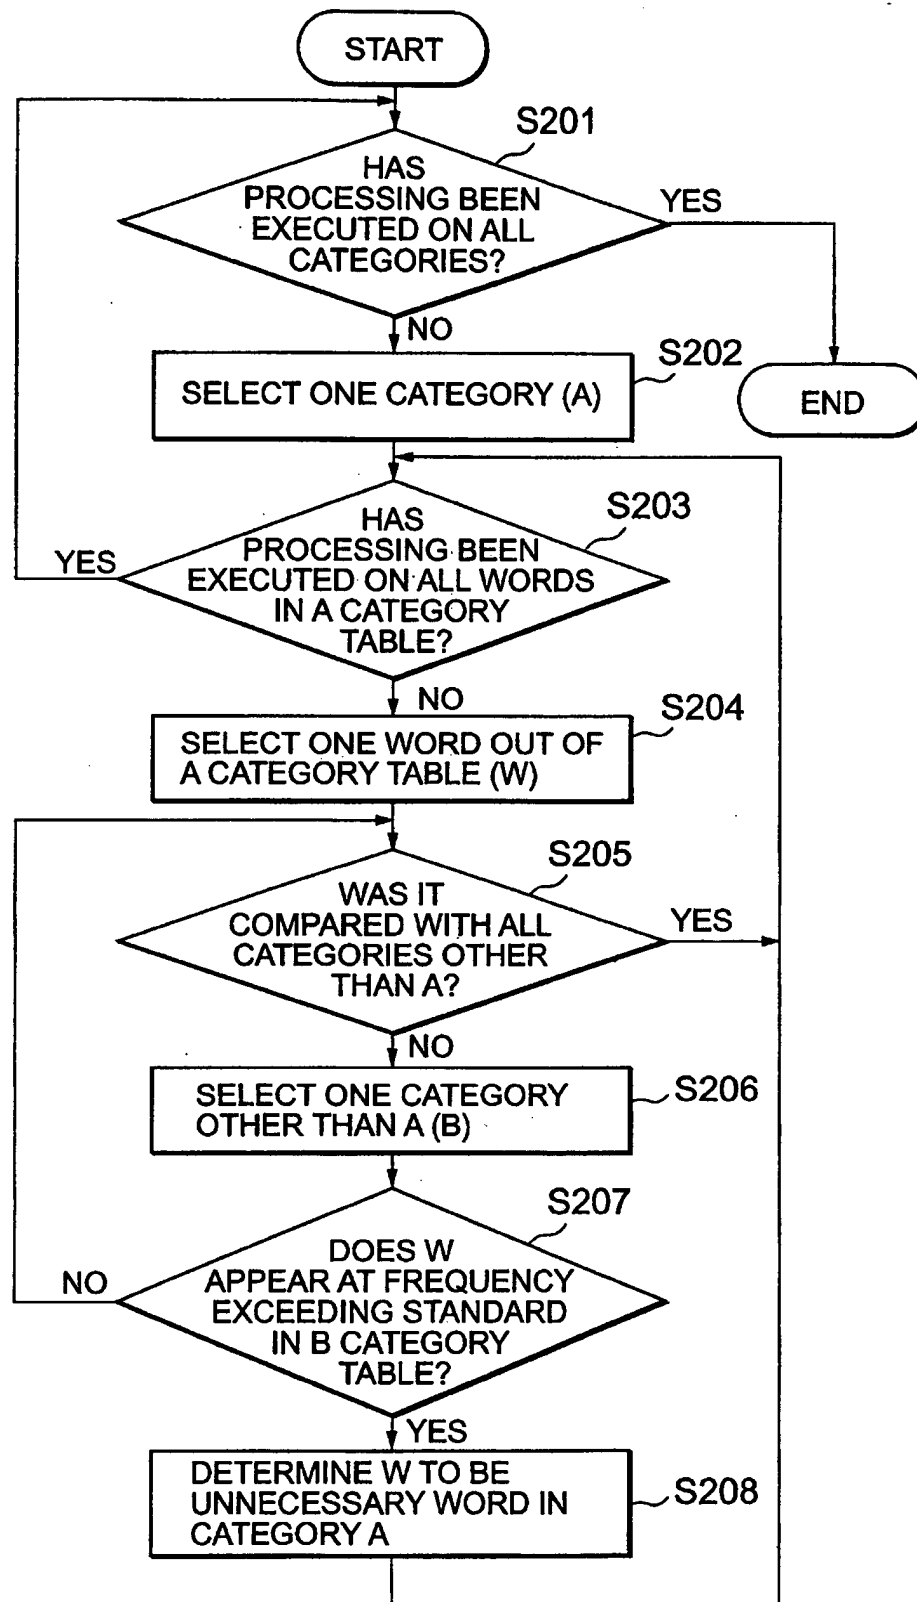 START
S201
HAS
PROCESSING BEEN
EXECUTED ON ALL
CATEGORIES?
YES
NO
S202
SELECT ONE CATEGORY (A)
END
S203
HAS
PROCESSING BEEN
EXECUTED ON ALL WORDS
IN A CATEGORY
TABLE?
YES
NO
S204
SELECT ONE WORD OUT OF
A CATEGORY TABLE (W)
S205
WAS IT
COMPARED WITH ALL
CATEGORIES OTHER
THAN A?
YES
NO
S206
SELECT ONE CATEGORY
OTHER THAN A (B)
S207
DOES W
APPEAR AT FREQUENCY
EXCEEDING STANDARD
IN B CATEGORY
TABLE?
NO
YES
S208
DETERMINE W TO BE
UNNECESSARY WORD IN
CATEGORY A